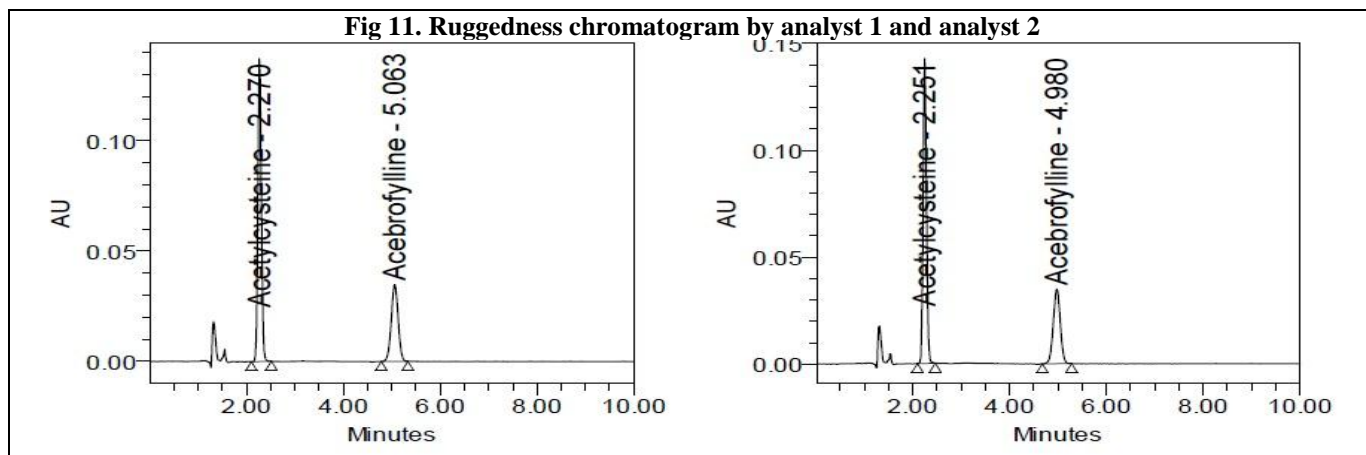 Fig 11. Ruggedness chromatogram by analyst 1 and analyst 2
Acetylcysteine - 2.270
Acebrofylline - 5.063
AU
0.10
0.05
0.00
2.00 4.00 6.00 8.00 10.00
Minutes
Acetylcysteine - 2.251
Acebrofylline - 4.980
AU
0.15
0.10
0.05
0.00
2.00 4.00 6.00 8.00 10.00
Minutes